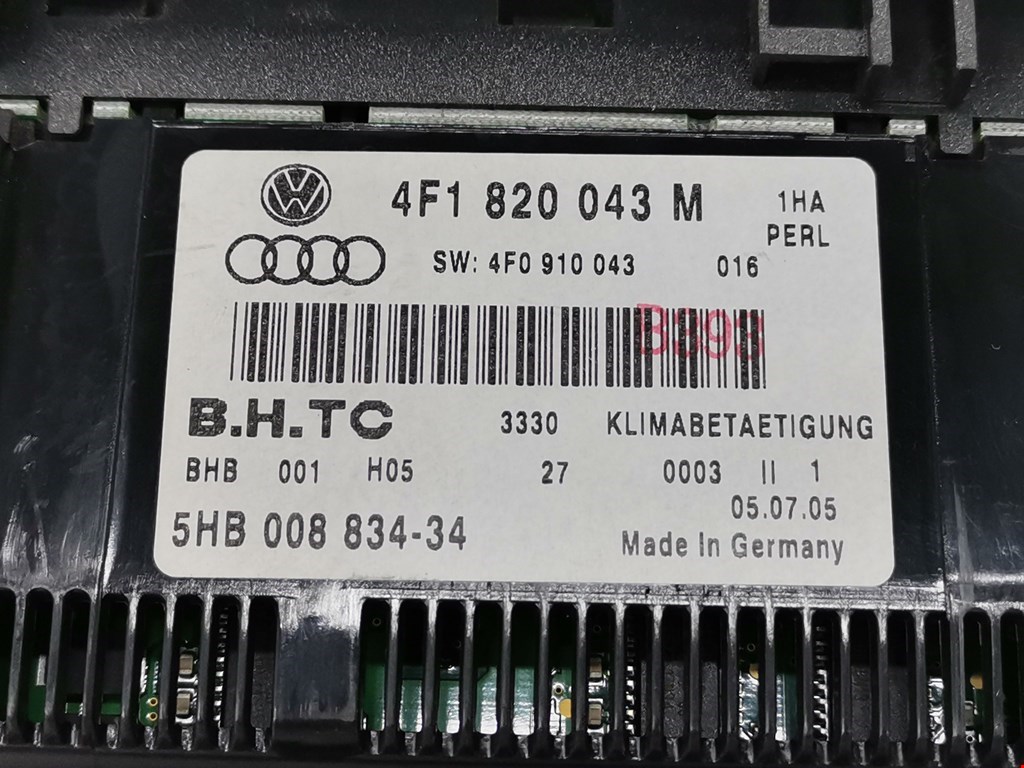 VW 4F1 820 043 M 1HA
PERL
SW: 4F0 910 043 016
B393
B.H.TC 3330 KLIMABETAETIGUNG
BHB 001 H05 27 0003 II 1
05.07.05
5HB 008 834-34
Made In Germany